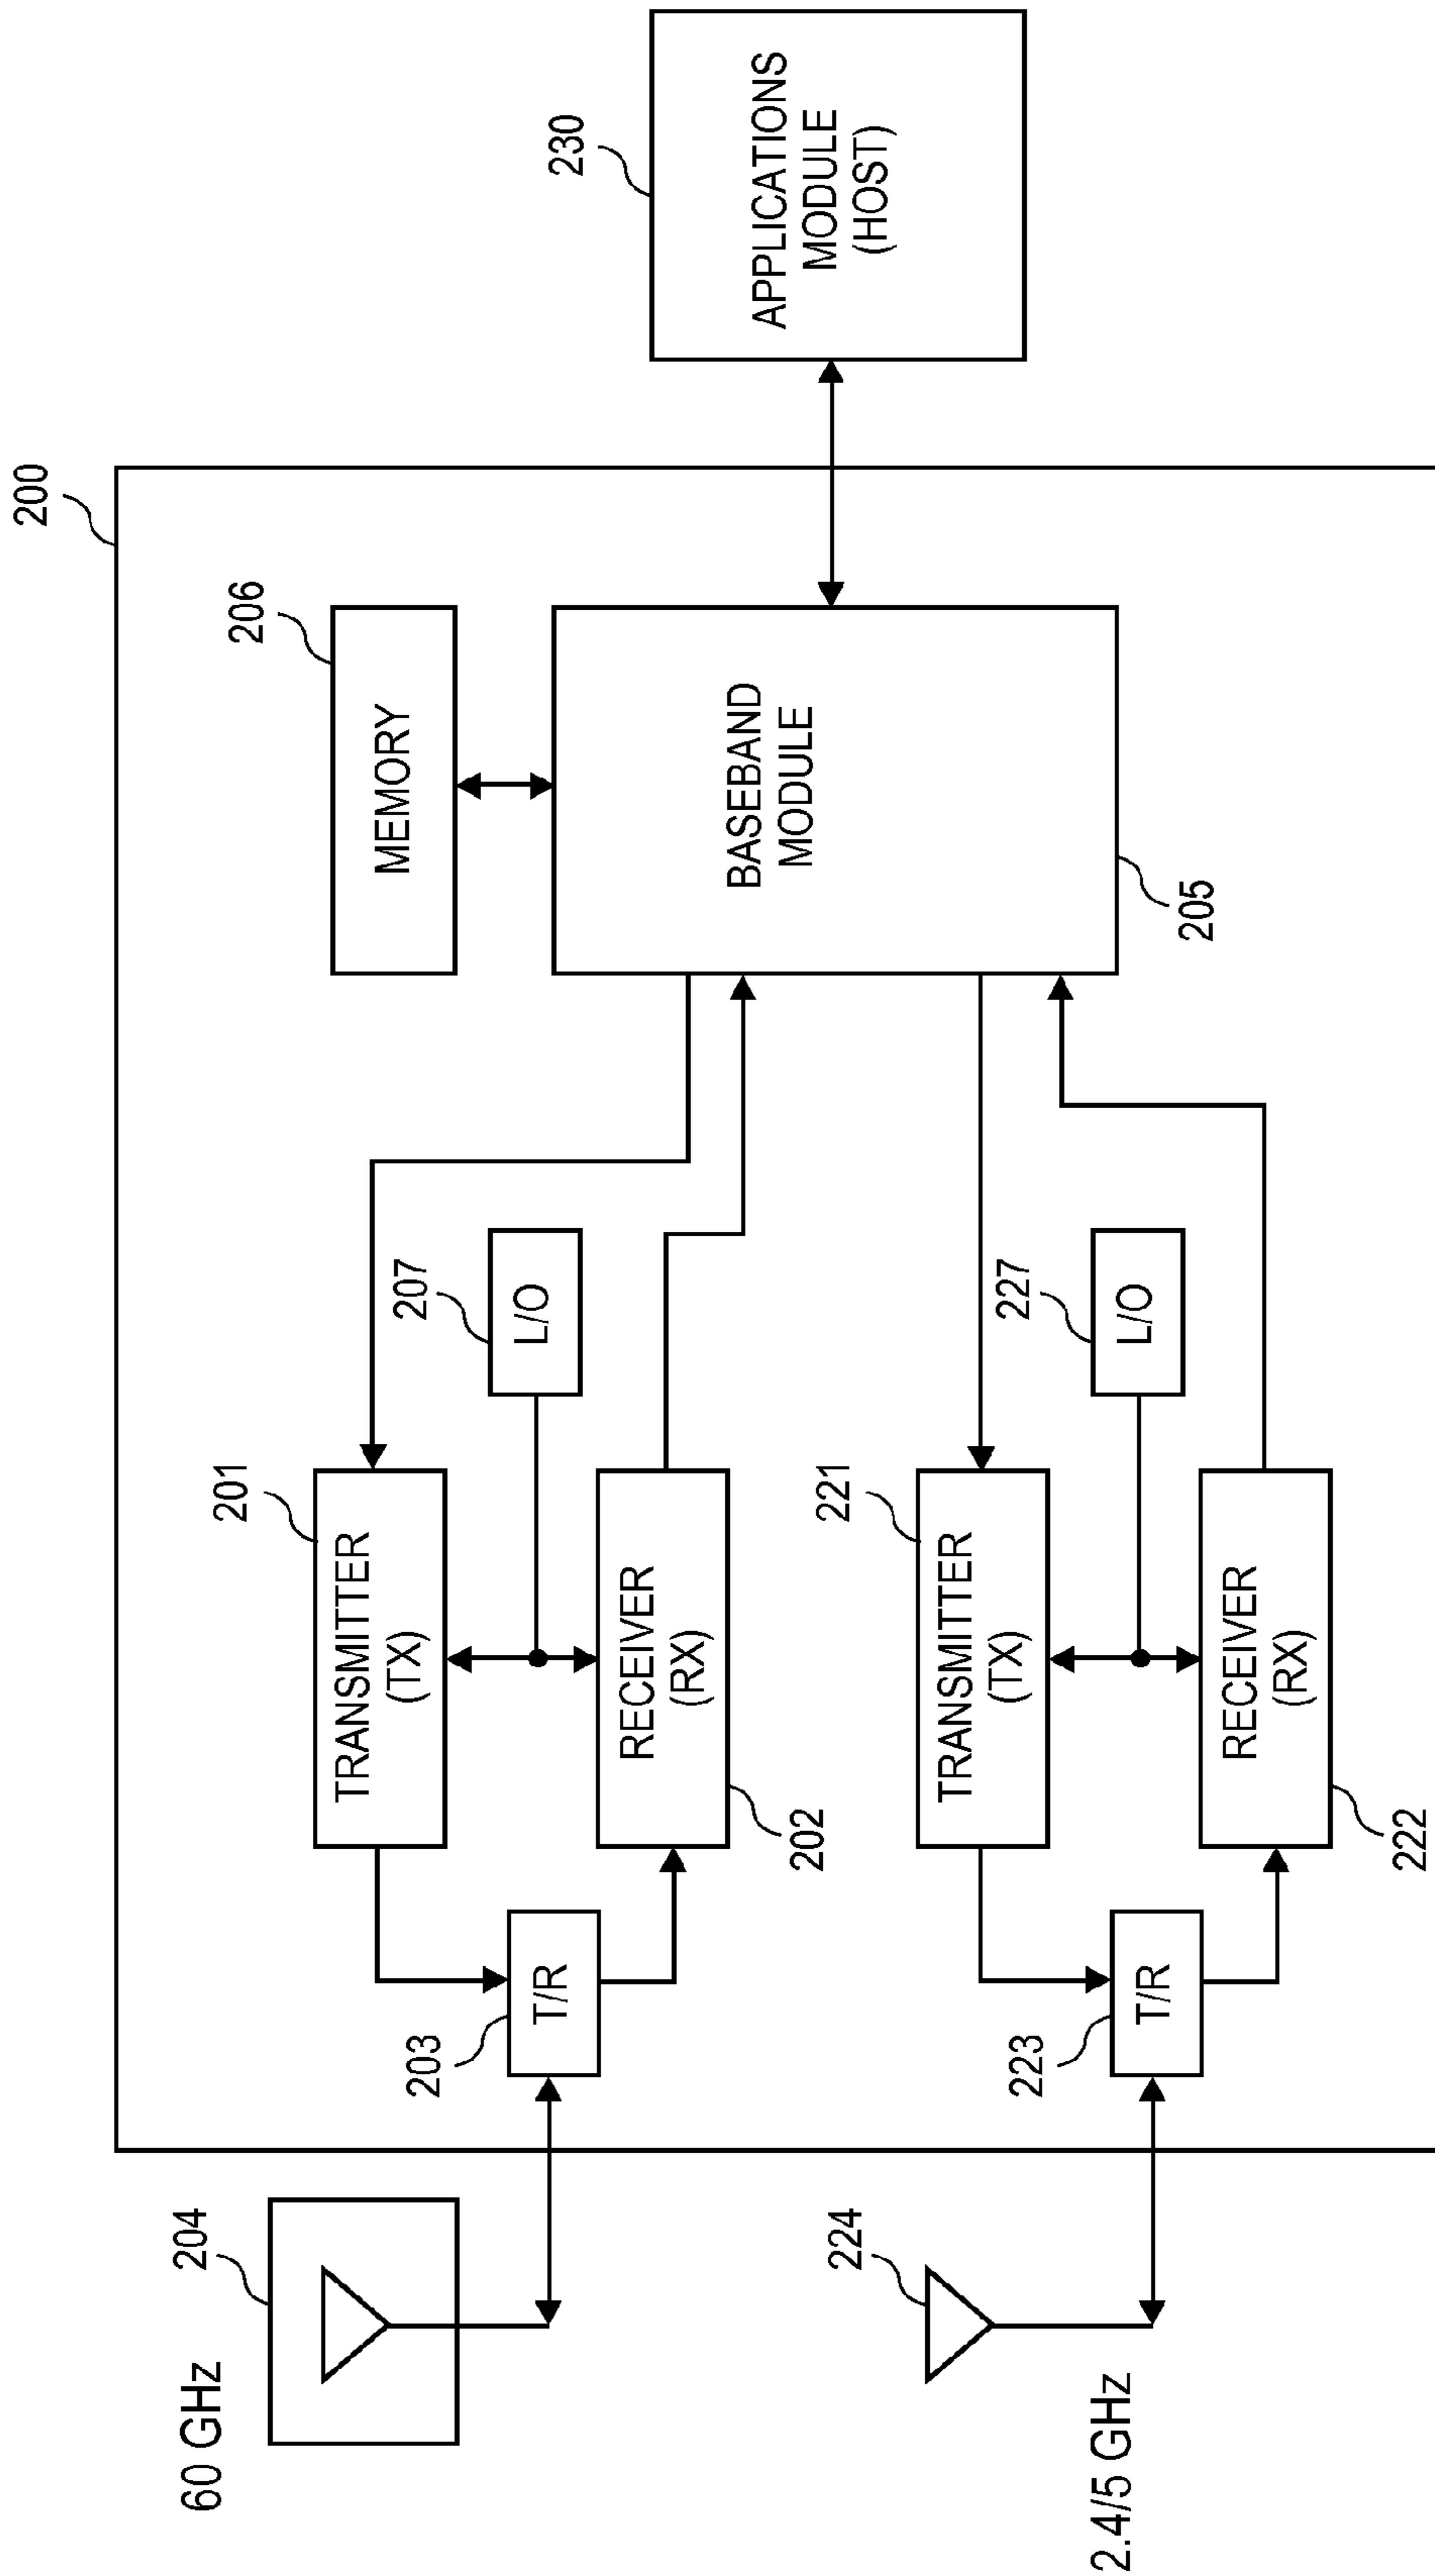 200
60 GHz
204
203
201
TRANSMITTER
(TX)
207
L/O
T/R
RECEIVER
(RX)
202
206
MEMORY
BASEBAND
MODULE
205
230
APPLICATIONS
MODULE
(HOST)
224
2.4/5 GHz
223
221
TRANSMITTER
(TX)
227
L/O
T/R
RECEIVER
(RX)
222